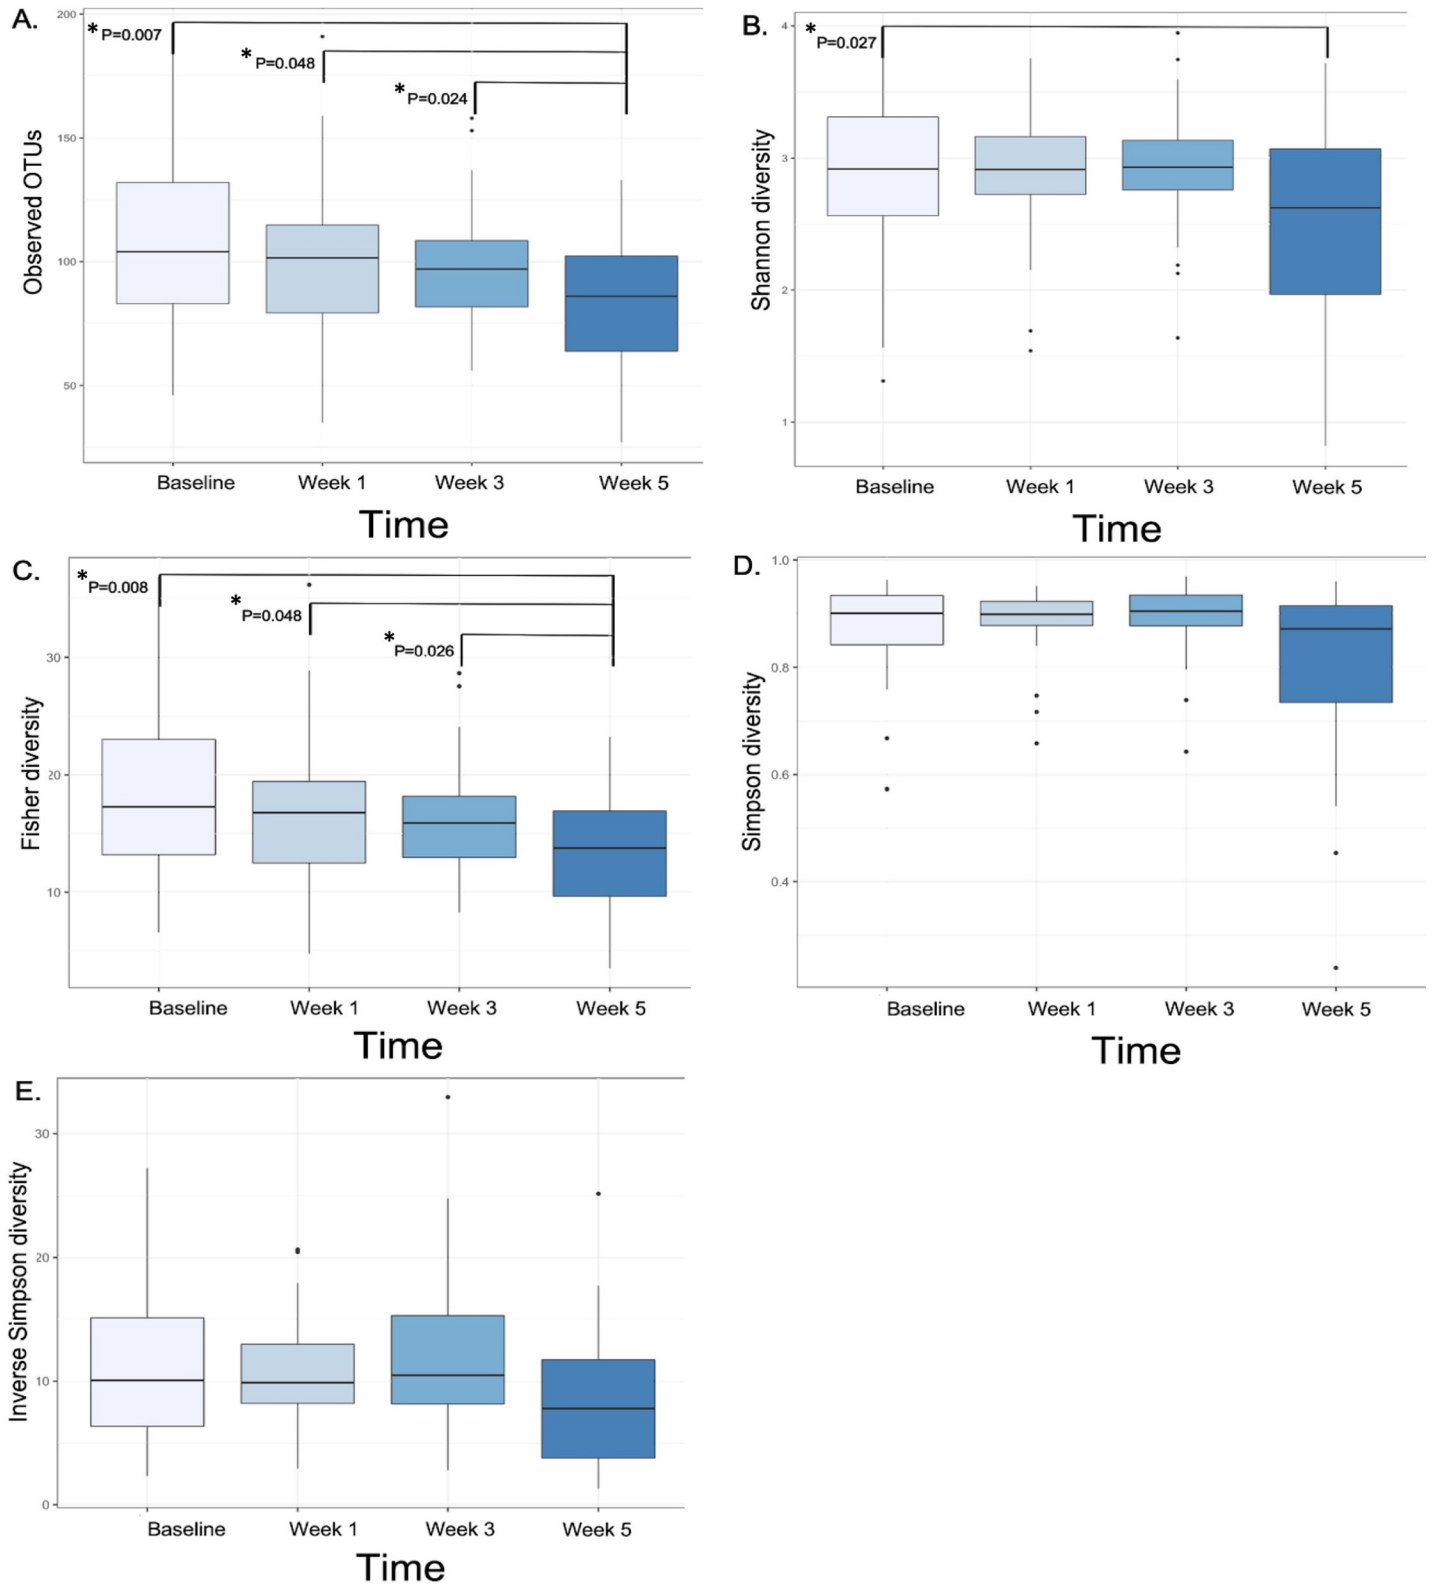 A.
Observed OTUs
200
150
100
50
* P=0.007
* P=0.048
* P=0.024
Baseline Week 1 Week 3 Week 5
Time
B.
Shannon diversity
4
3
2
1
* P=0.027
Baseline Week 1 Week 3 Week 5
Time
C.
Fisher diversity
30
20
10
* P=0.008
* P=0.048
* P=0.026
Baseline Week 1 Week 3 Week 5
Time
D.
Simpson diversity
1.0
0.8
0.6
0.4
Baseline Week 1 Week 3 Week 5
Time
E.
Inverse Simpson diversity
30
20
10
0
Baseline Week 1 Week 3 Week 5
Time